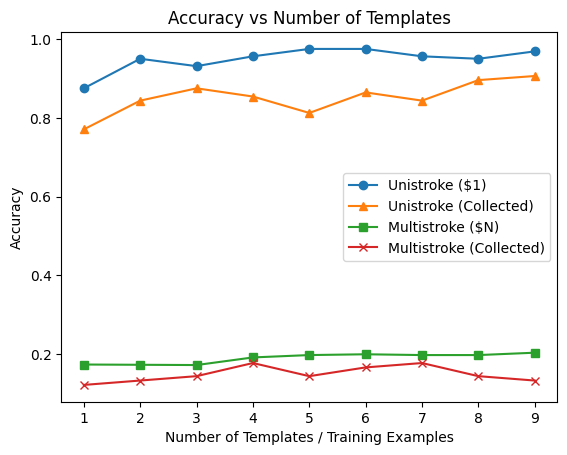 Accuracy vs Number of Templates
Accuracy
1.0
0.8
0.6
0.4
0.2
Unistroke ($1)
Unistroke (Collected)
Multistroke ($N)
Multistroke (Collected)
1 2 3 4 5 6 7 8 9
Number of Templates / Training Examples